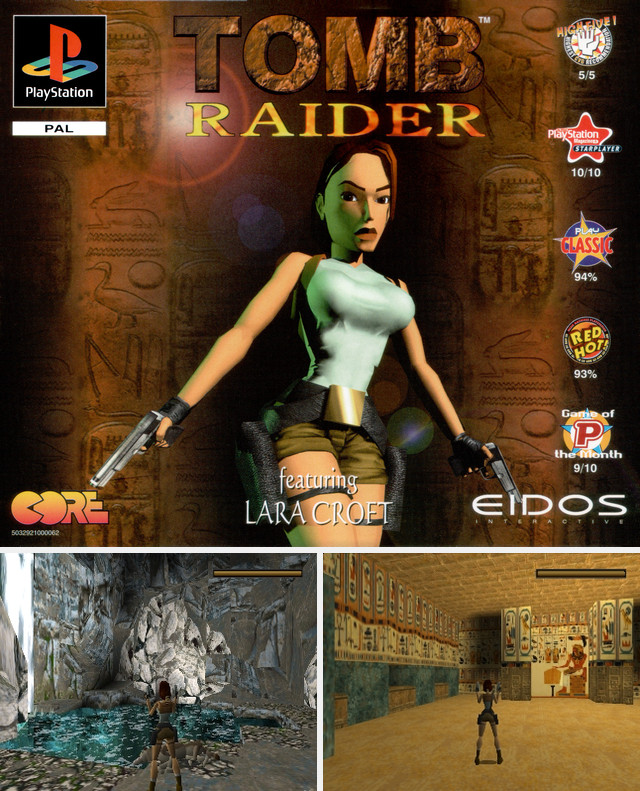 PlayStation
PAL
TOMB™
RAIDER
HIGH FIVE!
5/5
PlayStation
STARPLAYER
10/10
PLAY
CLASSIC
94%
RED
HOT!
93%
Game of
P
the Month
9/10
featuring
LARA CROFT
CORE
5032921000062
EIDOS
INTERACTIVE